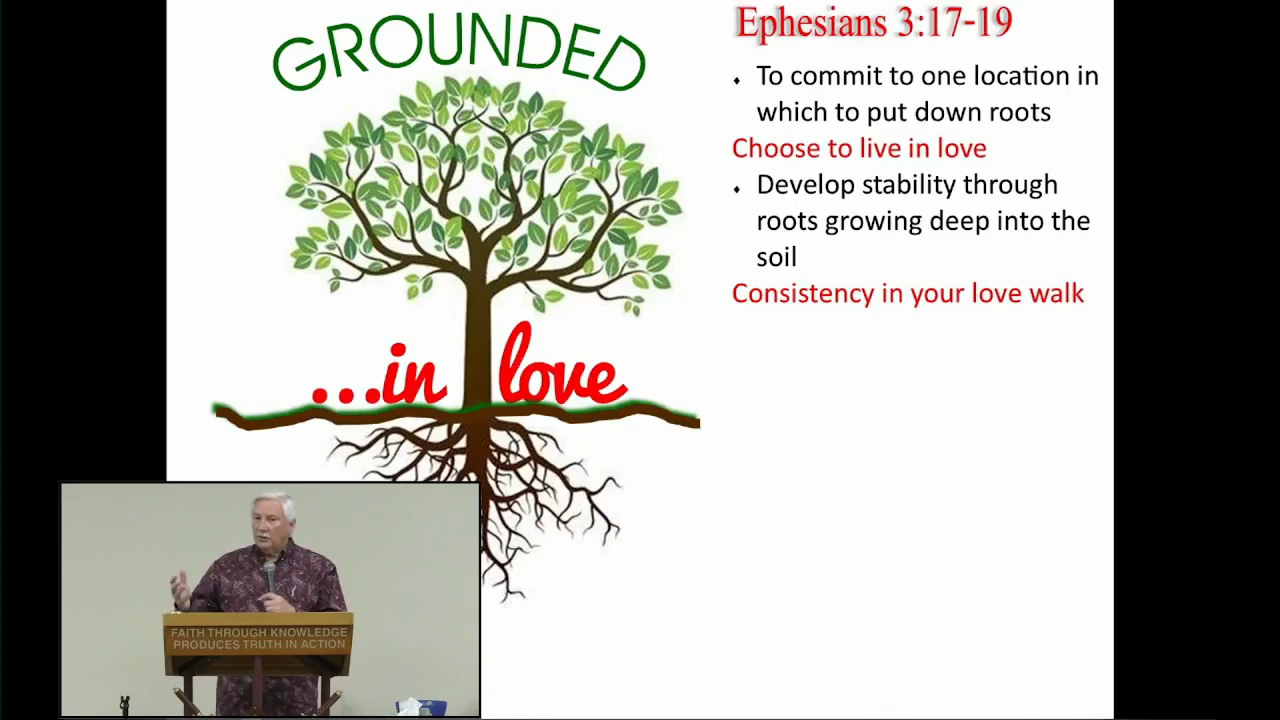 GROUNDED
...in love
Ephesians 3:17-19
To commit to one location in
which to put down roots
Choose to live in love
Develop stability through
roots growing deep into the
soil
Consistency in your love walk
FAITH THROUGH KNOWLEDGE
PRODUCES TRUTH IN ACTION